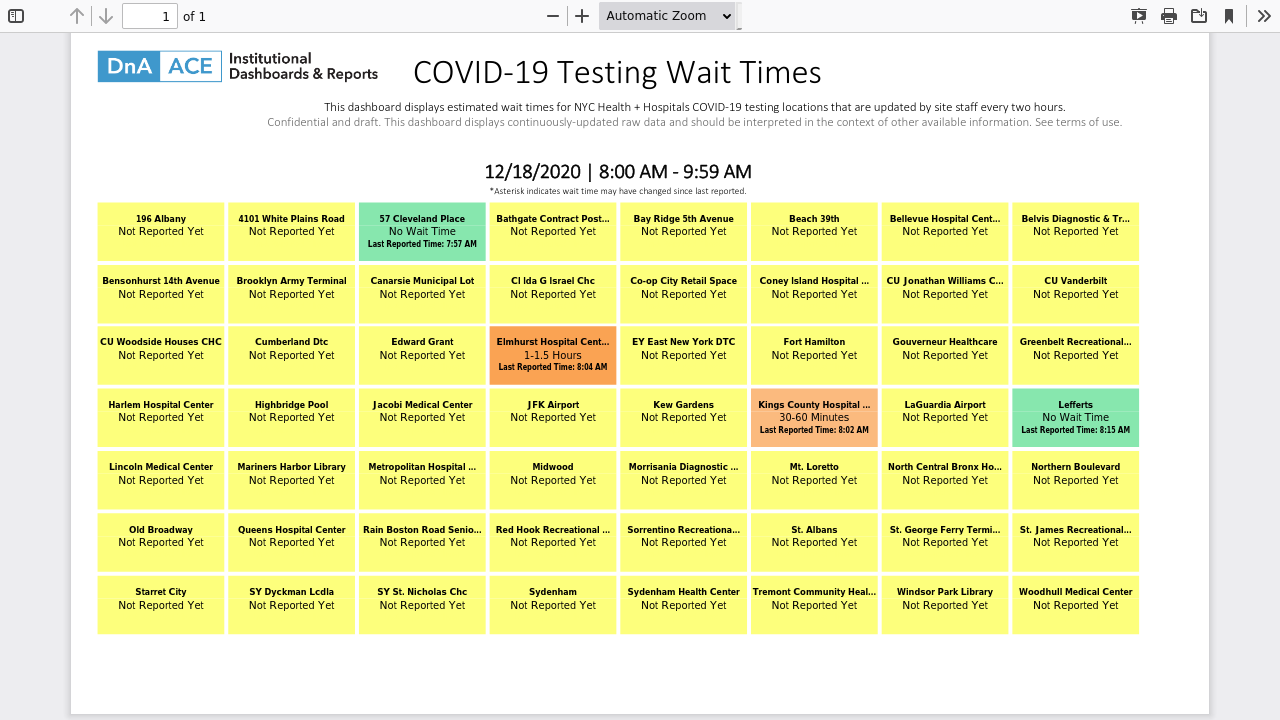 1 of 1 Automatic Zoom
DnA ACE Institutional
Dashboards & Reports
COVID-19 Testing Wait Times
This dashboard displays estimated wait times for NYC Health + Hospitals COVID-19 testing locations that are updated by site staff every two hours.
Confidential and draft. This dashboard displays continuously-updated raw data and should be interpreted in the context of other available information. See terms of use.
12/18/2020 | 8:00 AM - 9:59 AM
*Asterisk indicates wait time may have changed since last reported.
196 Albany
Not Reported Yet
4101 White Plains Road
Not Reported Yet
57 Cleveland Place
No Wait Time
Last Reported Time: 7:57 AM
Bathgate Contract Post...
Not Reported Yet
Bay Ridge 5th Avenue
Not Reported Yet
Beach 39th
Not Reported Yet
Bellevue Hospital Cent...
Not Reported Yet
Belvis Diagnostic & Tr...
Not Reported Yet
Bensonhurst 14th Avenue
Not Reported Yet
Brooklyn Army Terminal
Not Reported Yet
Canarsie Municipal Lot
Not Reported Yet
CI Ida G Israel Chc
Not Reported Yet
Co-op City Retail Space
Not Reported Yet
Coney Island Hospital ...
Not Reported Yet
CU Jonathan Williams C...
Not Reported Yet
CU Vanderbilt
Not Reported Yet
CU Woodside Houses CHC
Not Reported Yet
Cumberland Dtc
Not Reported Yet
Edward Grant
Not Reported Yet
Elmhurst Hospital Cent...
1-1.5 Hours
Last Reported Time: 8:04 AM
EY East New York DTC
Not Reported Yet
Fort Hamilton
Not Reported Yet
Gouverneur Healthcare
Not Reported Yet
Greenbelt Recreational...
Not Reported Yet
Harlem Hospital Center
Not Reported Yet
Highbridge Pool
Not Reported Yet
Jacobi Medical Center
Not Reported Yet
JFK Airport
Not Reported Yet
Kew Gardens
Not Reported Yet
Kings County Hospital ...
30-60 Minutes
Last Reported Time: 8:02 AM
LaGuardia Airport
Not Reported Yet
Lefferts
No Wait Time
Last Reported Time: 8:15 AM
Lincoln Medical Center
Not Reported Yet
Mariners Harbor Library
Not Reported Yet
Metropolitan Hospital ...
Not Reported Yet
Midwood
Not Reported Yet
Morrisania Diagnostic ...
Not Reported Yet
Mt. Loretto
Not Reported Yet
North Central Bronx Ho...
Not Reported Yet
Northern Boulevard
Not Reported Yet
Old Broadway
Not Reported Yet
Queens Hospital Center
Not Reported Yet
Rain Boston Road Senio...
Not Reported Yet
Red Hook Recreational ...
Not Reported Yet
Sorrentino Recreationa...
Not Reported Yet
St. Albans
Not Reported Yet
St. George Ferry Termi...
Not Reported Yet
St. James Recreational...
Not Reported Yet
Starret City
Not Reported Yet
SY Dyckman Lcdla
Not Reported Yet
SY St. Nicholas Chc
Not Reported Yet
Sydenham
Not Reported Yet
Sydenham Health Center
Not Reported Yet
Tremont Community Heal...
Not Reported Yet
Windsor Park Library
Not Reported Yet
Woodhull Medical Center
Not Reported Yet